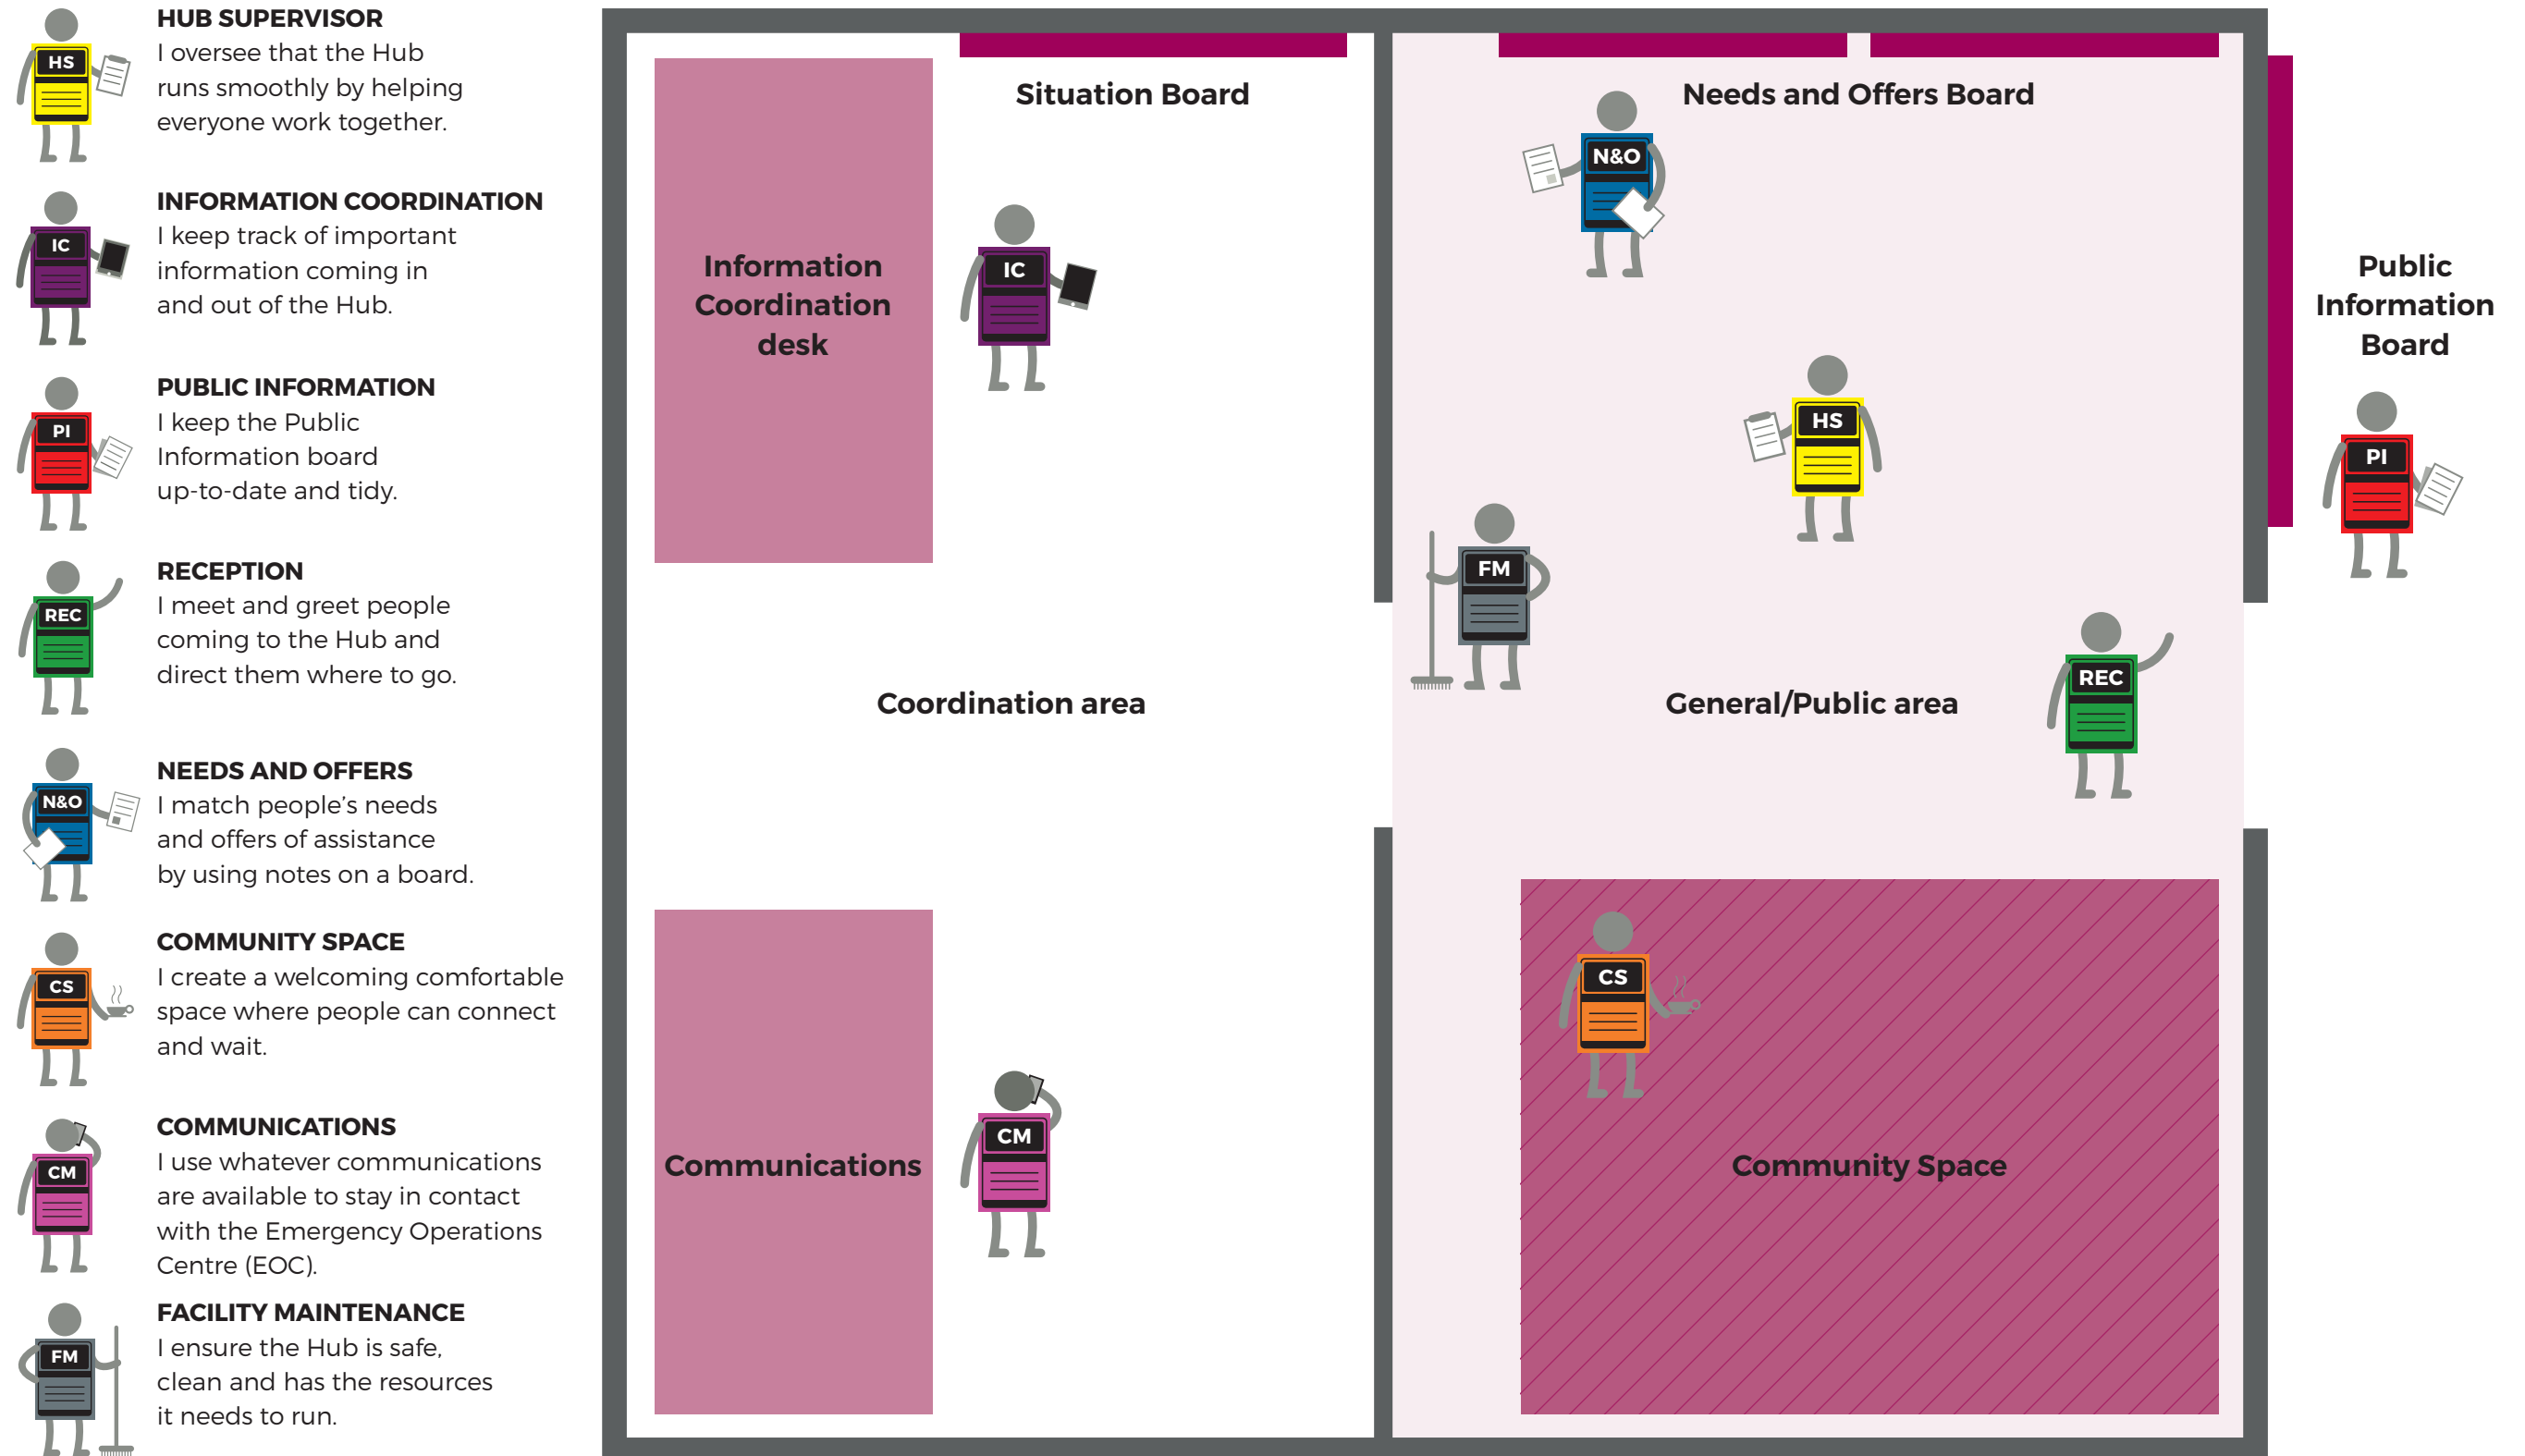 HUB SUPERVISOR
I oversee that the Hub
runs smoothly by helping
everyone work together.
HS
INFORMATION COORDINATION
I keep track of important
information coming in
and out of the Hub.
IC
PUBLIC INFORMATION
I keep the Public
Information board
up-to-date and tidy.
PI
RECEPTION
I meet and greet people
coming to the Hub and
direct them where to go.
REC
NEEDS AND OFFERS
I match people's needs
and offers of assistance
by using notes on a board.
N&O
COMMUNITY SPACE
I create a welcoming comfortable
space where people can connect
and wait.
CS
COMMUNICATIONS
I use whatever communications
are available to stay in contact
with the Emergency Operations
Centre (EOC).
CM
FACILITY MAINTENANCE
I ensure the Hub is safe,
clean and has the resources
it needs to run.
FM
Situation Board
Information
Coordination
desk
IC
Coordination area
Communications
CM
Needs and Offers Board
N&O
HS
FM
General/Public area
REC
CS
Community Space
Public
Information
Board
PI